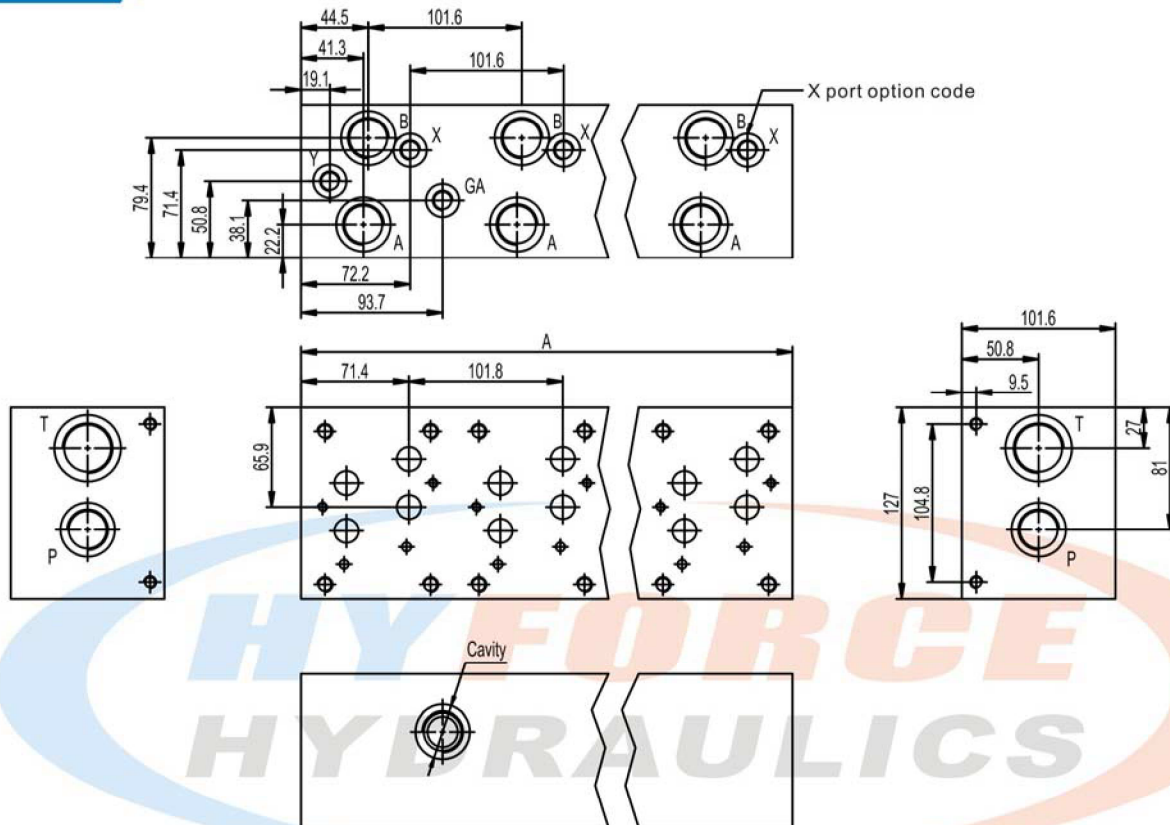 44.5 101.6
41.3
101.6
19.1
X port option code
B X B X B X
Y
GA
79.4 71.4 50.8 38.1 22.2
A A A
72.2
93.7
A
71.4 101.8
65.9
T
P
101.6
50.8
9.5
T
27
81
127 104.8
P
Cavity
HYFORCE
HYDRAULICS